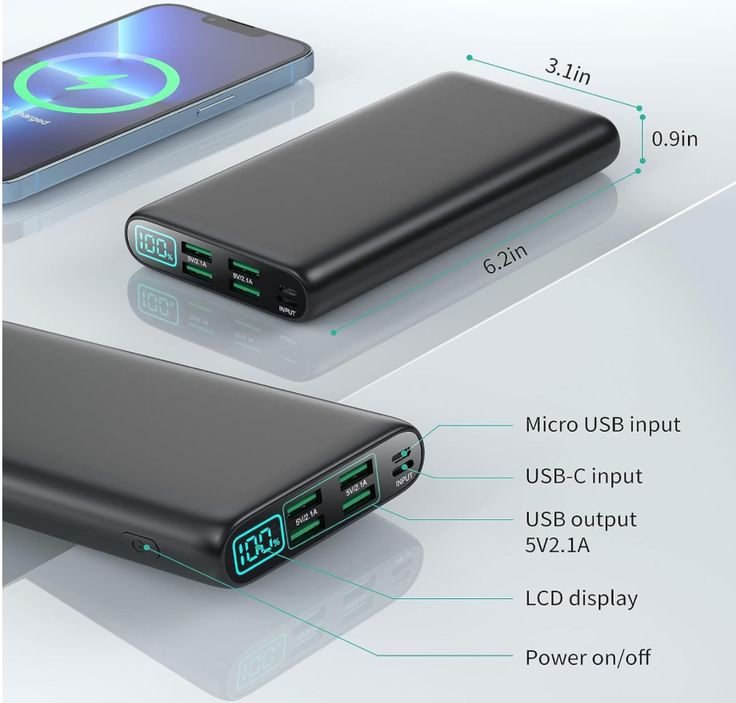 Charged
3.1in
0.9in
6.2in
100%
5V/2.1A
5V/2.1A
INPUT
Micro USB input
USB-C input
USB output
5V2.1A
LCD display
Power on/off
5V/2.1A
5V/2.1A
INPUT
100%